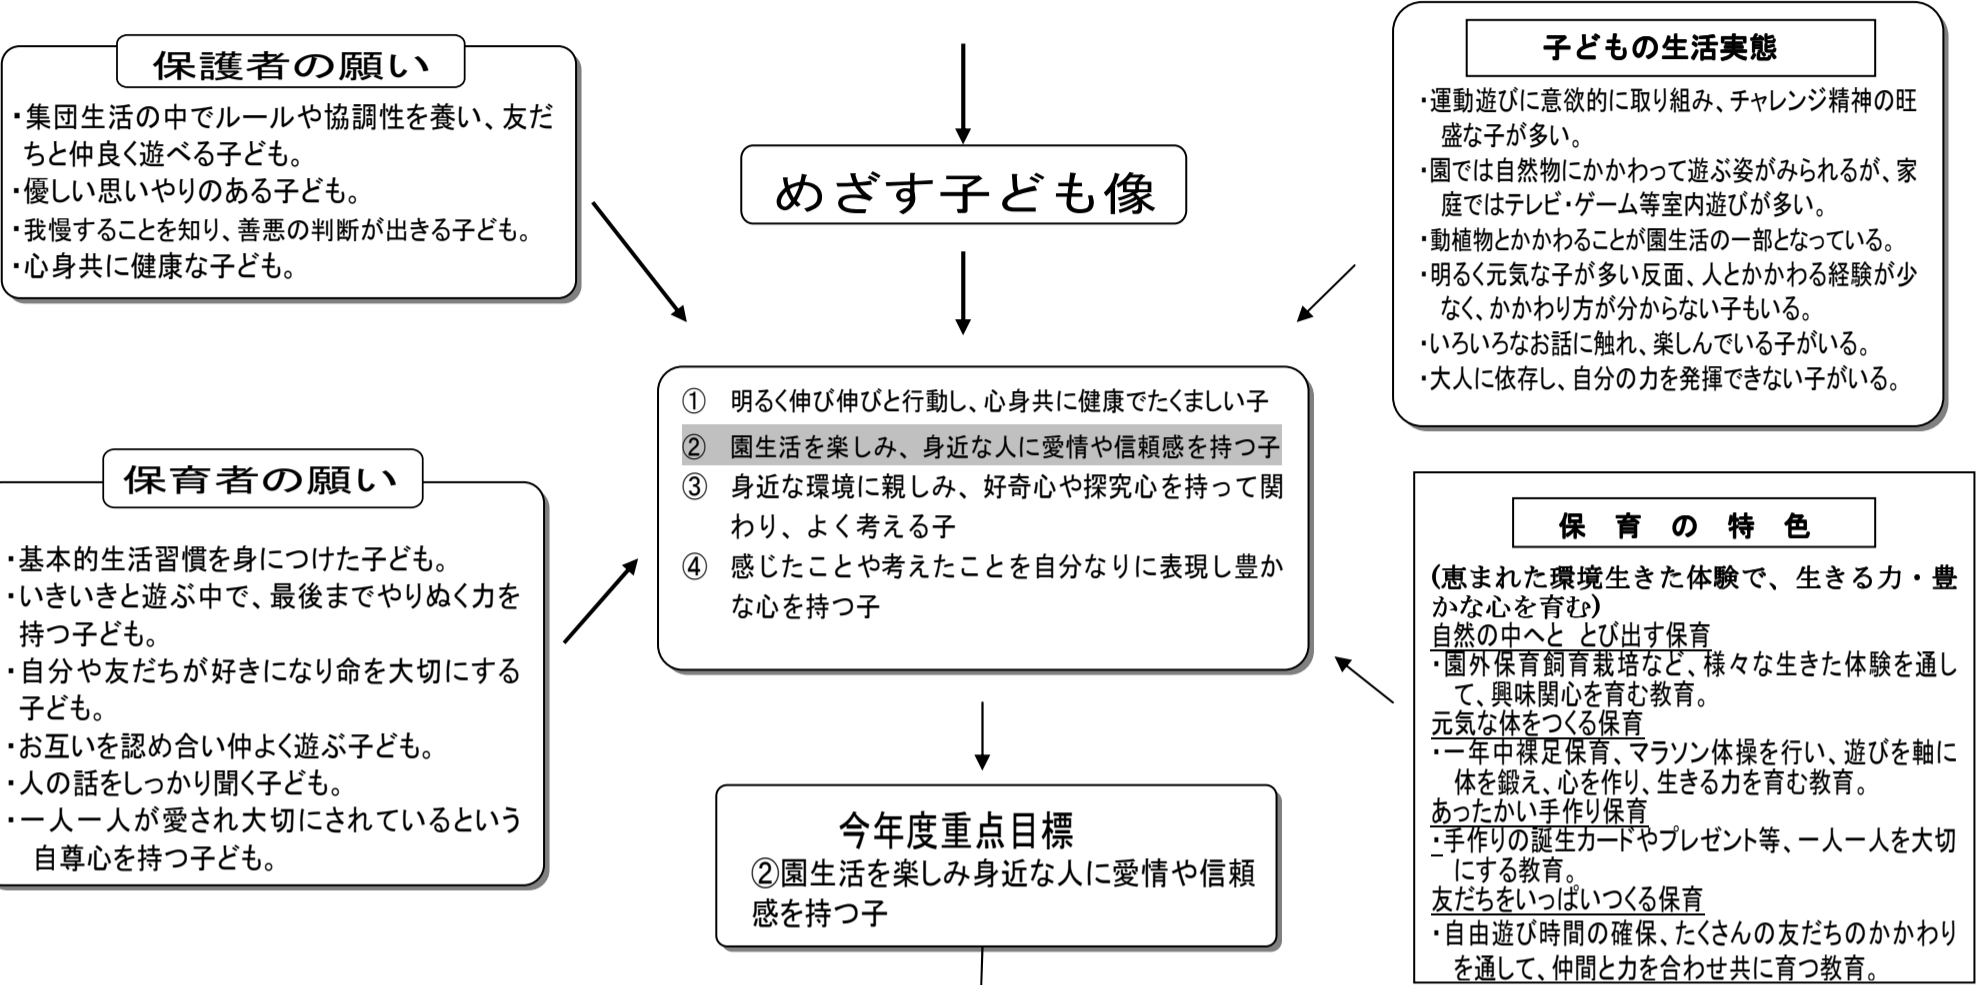 保護者の願い
・集団生活の中でルールや協調性を養い、友だ
ちと仲良く遊べる子ども。
・優しい思いやりのある子ども。
・我慢することを知り、善悪の判断が出きる子ども。
・心身共に健康な子ども。
めざす子ども像
子どもの生活実態
・運動遊びに意欲的に取り組み、チャレンジ精神の旺
盛な子が多い。
・園では自然物にかかわって遊ぶ姿がみられるが、家
庭ではテレビ・ゲーム等室内遊びが多い。
・動植物とかかわることが園生活の一部となっている。
・明るく元気な子が多い反面、人とかかわる経験が少
なく、かかわり方が分からない子もいる。
・いろいろなお話に触れ、楽しんでいる子がいる。
・大人に依存し、自分の力を発揮できない子がいる。
① 明るく伸び伸びと行動し、心身共に健康でたくましい子
② 園生活を楽しみ、身近な人に愛情や信頼感を持つ子
③ 身近な環境に親しみ、好奇心や探究心を持って関
わり、よく考える子
④ 感じたことや考えたことを自分なりに表現し豊か
な心を持つ子
保育者の願い
・基本的生活習慣を身につけた子ども。
・いきいきと遊ぶ中で、最後までやりぬく力を
持つ子ども。
・自分や友だちが好きになり命を大切にする
子ども。
・お互いを認め合い仲よく遊ぶ子ども。
・人の話をしっかり聞く子ども。
・一人一人が愛され大切にされているという
自尊心を持つ子ども。
保育の特色
(恵まれた環境生きた体験で、生きる力・豊
かな心を育む)
自然の中へと とび出す保育
・園外保育飼育栽培など、様々な生きた体験を通し
て、興味関心を育む教育。
元気な体をつくる保育
・一年中裸足保育、マラソン体操を行い、遊びを軸に
体を鍛え、心を作り、生きる力を育む教育。
あったかい手作り保育
・手作りの誕生カードやプレゼント等、一人一人を大切
にする教育。
友だちをいっぱいつくる保育
・自由遊び時間の確保、たくさんの友だちのかかわり
を通して、仲間と力を合わせ共に育つ教育。
今年度重点目標
②園生活を楽しみ身近な人に愛情や信頼
感を持つ子